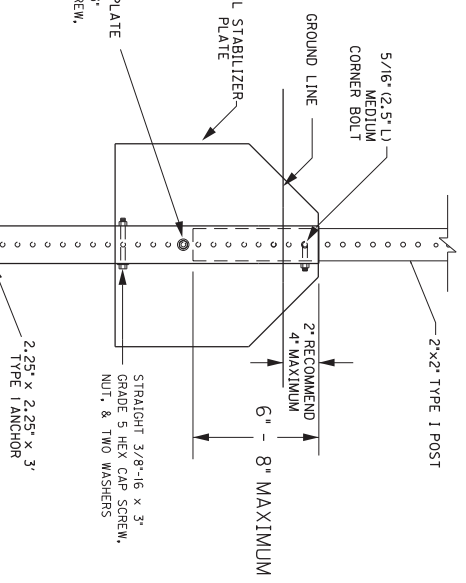 5/16" (2.5" L)
MEDIUM
CORNER BOLT
GROUND LINE
L STABILIZER
PLATE
PLATE
REW,
2"x2" TYPE I POST
2" RECOMMEND
4" MAXIMUM
6" - 8" MAXIMUM
STRAIGHT 3/8"-16 x 3"
GRADE 5 HEX CAP SCREW,
NUT, & TWO WASHERS
2.25" x 2.25" x 3'
TYPE I ANCHOR